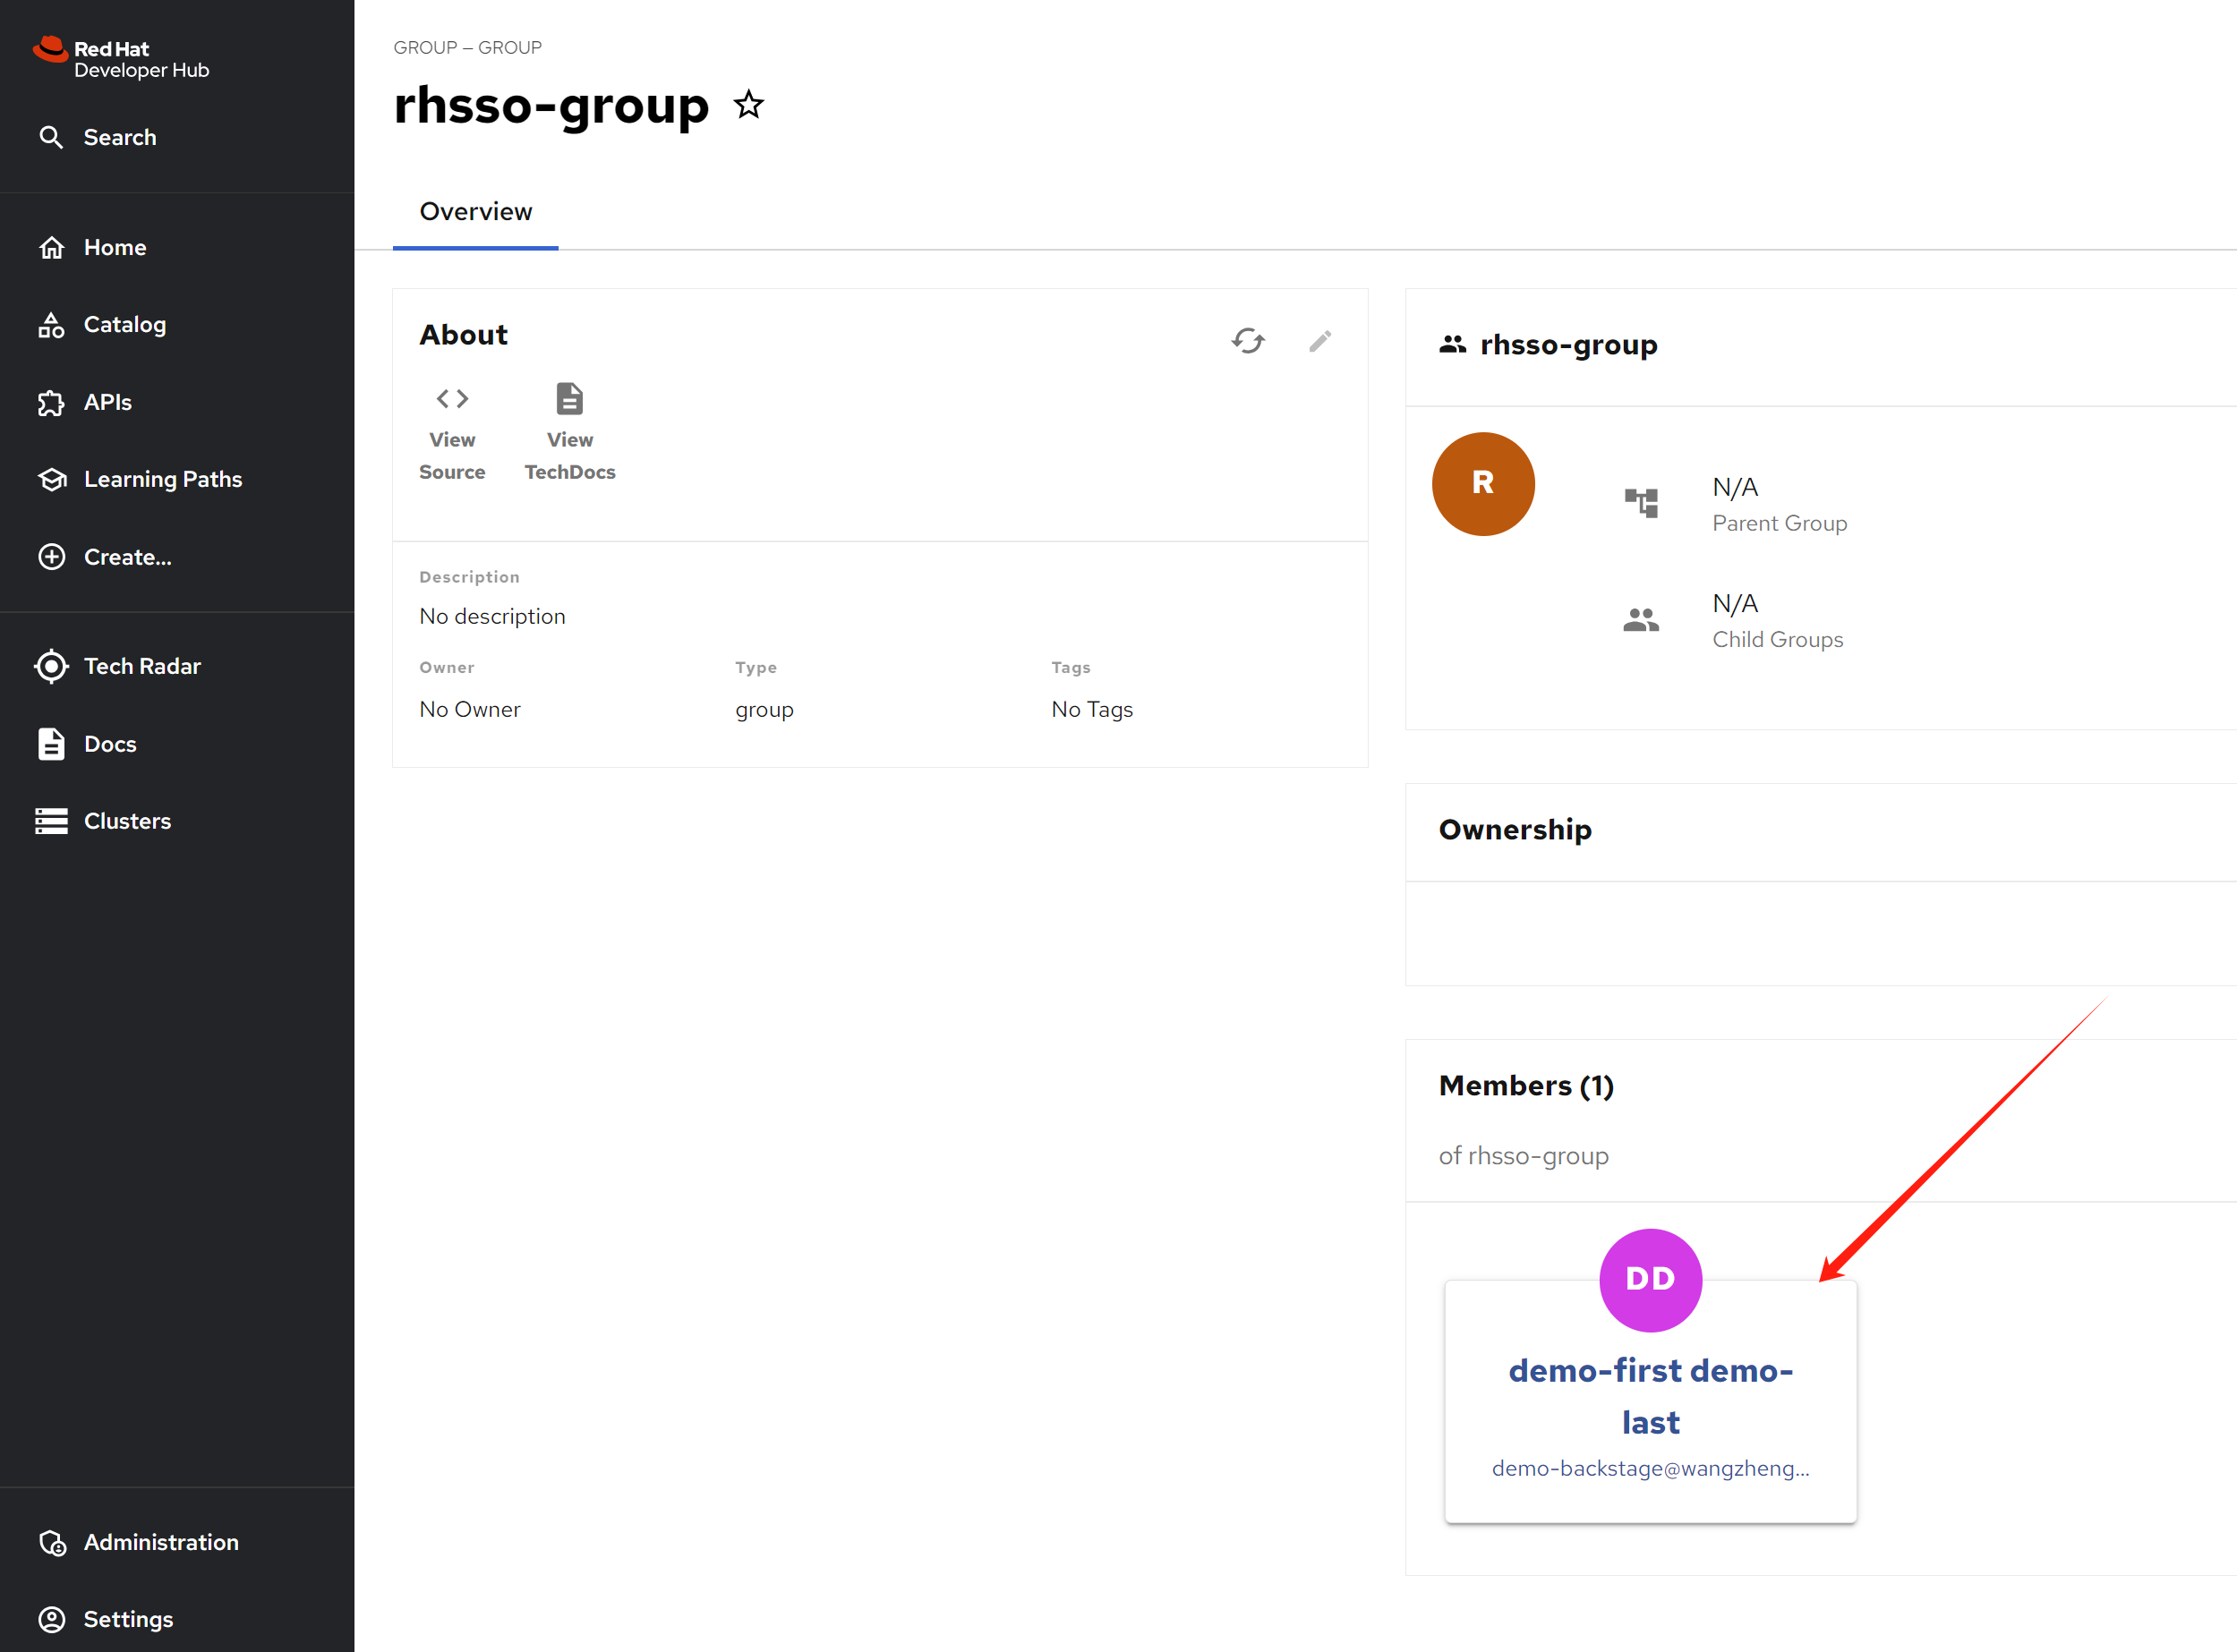 Red Hat
Developer Hub
Search
Home
Catalog
APIs
Learning Paths
Create...
Tech Radar
Docs
Clusters
Administration
Settings
GROUP — GROUP
rhsso-group
Overview
About
View Source
View TechDocs
Description
No description
Owner
No Owner
Type
group
Tags
No Tags
rhsso-group
R
N/A
Parent Group
N/A
Child Groups
Ownership
Members (1)
of rhsso-group
DD
demo-first demo-
last
demo-backstage@wangzheng...